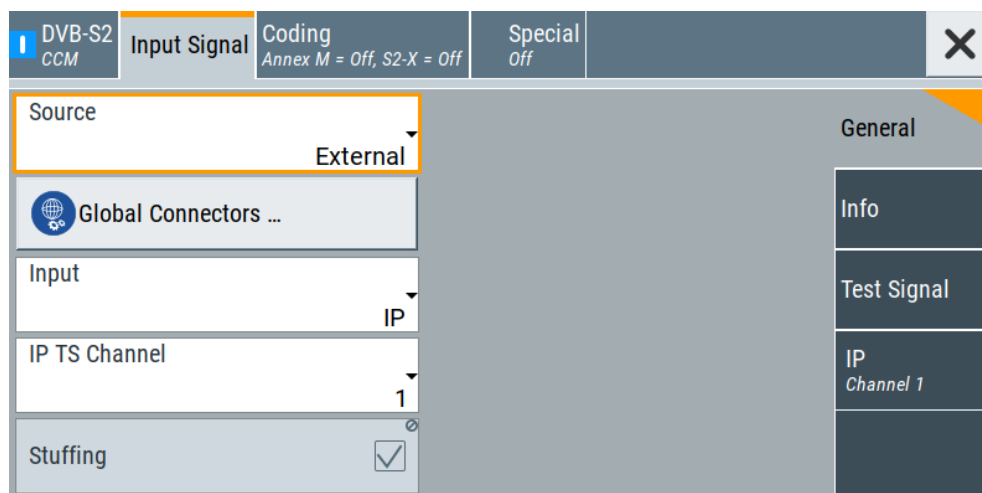 DVB-S2
CCM
Input Signal
Coding
Annex M = Off, S2-X = Off
Special
Off
Source
External
Global Connectors ...
Input
IP
IP TS Channel
1
Stuffing
General
Info
Test Signal
IP
Channel 1